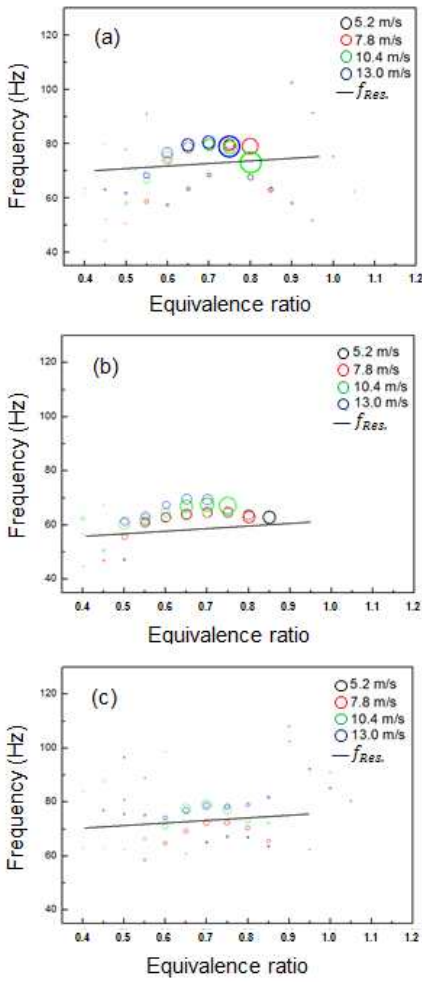 (a)
5.2 m/s
7.8 m/s
10.4 m/s
13.0 m/s
f_Res.
Frequency (Hz)
120
100
80
60
40
0.4 0.5 0.6 0.7 0.8 0.9 1.0 1.1 1.2
Equivalence ratio
(b)
5.2 m/s
7.8 m/s
10.4 m/s
13.0 m/s
f_Res.
Frequency (Hz)
120
100
80
60
40
0.4 0.5 0.6 0.7 0.8 0.9 1.0 1.1 1.2
Equivalence ratio
(c)
5.2 m/s
7.8 m/s
10.4 m/s
13.0 m/s
f_Res.
Frequency (Hz)
120
100
80
60
40
0.4 0.5 0.6 0.7 0.8 0.9 1.0 1.1 1.2
Equivalence ratio